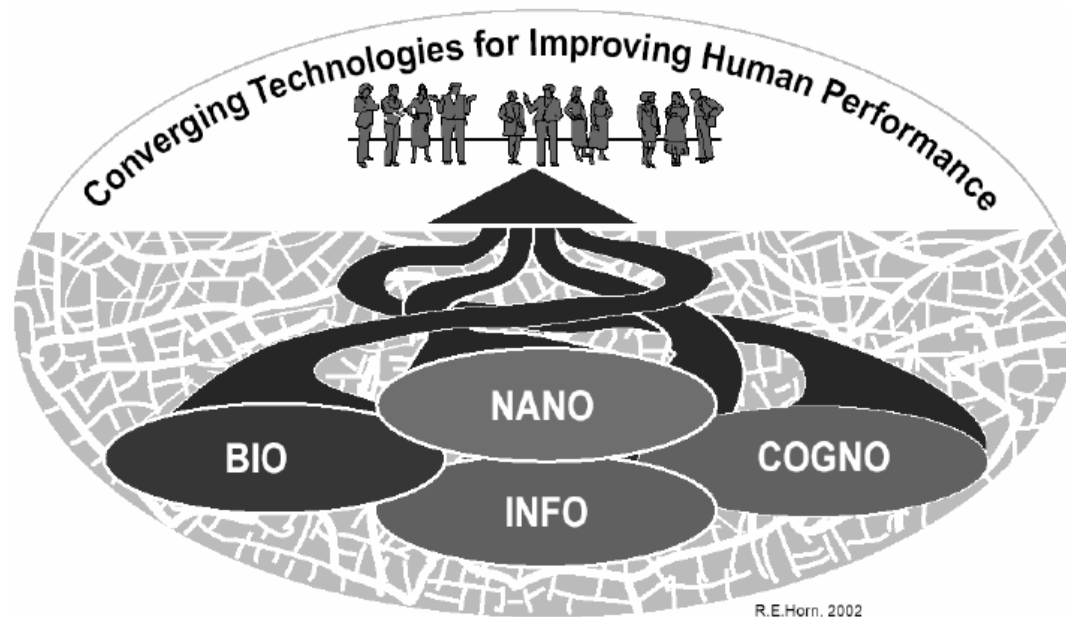 Converging Technologies for Improving Human Performance
NANO
BIO
COGNO
INFO
R.E.Horn, 2002